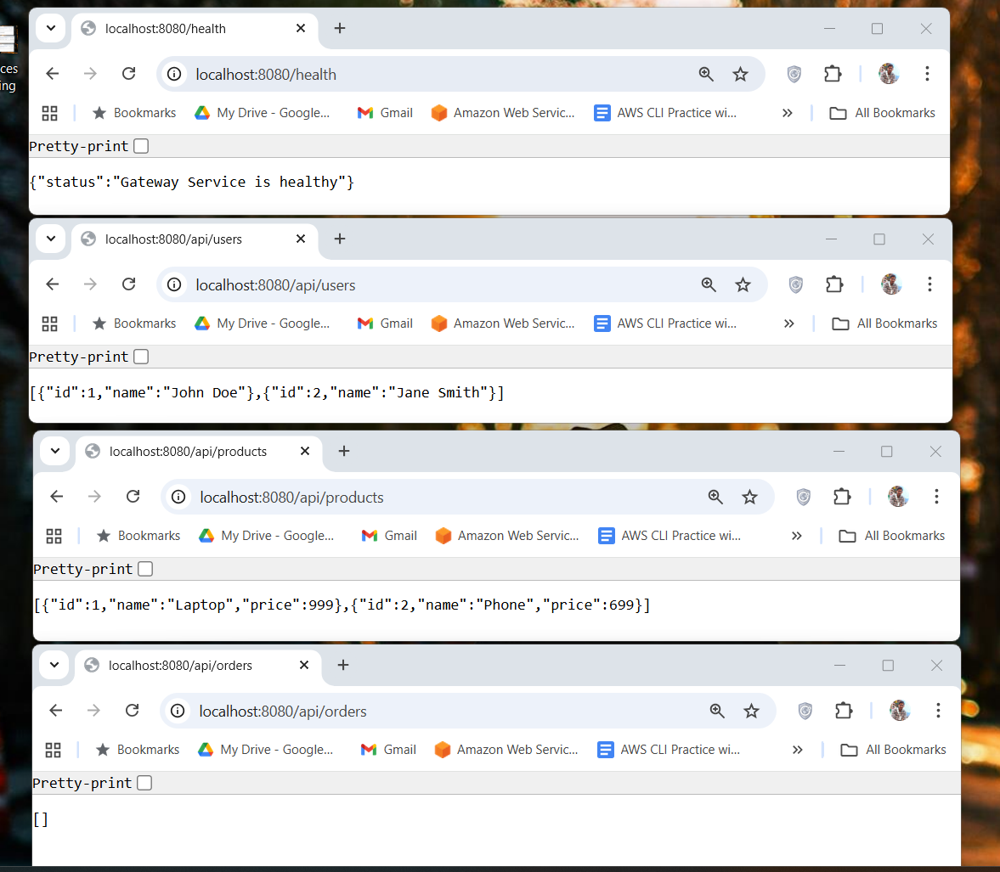 ces
ing
localhost:8080/health
localhost:8080/health
Bookmarks My Drive - Google... Gmail Amazon Web Servic... AWS CLI Practice wi... All Bookmarks
Pretty-print
{"status":"Gateway Service is healthy"}
localhost:8080/api/users
localhost:8080/api/users
Bookmarks My Drive - Google... Gmail Amazon Web Servic... AWS CLI Practice wi... All Bookmarks
Pretty-print
[{"id":1,"name":"John Doe"},{"id":2,"name":"Jane Smith"}]
localhost:8080/api/products
localhost:8080/api/products
Bookmarks My Drive - Google... Gmail Amazon Web Servic... AWS CLI Practice wi... All Bookmarks
Pretty-print
[{"id":1,"name":"Laptop","price":999},{"id":2,"name":"Phone","price":699}]
localhost:8080/api/orders
localhost:8080/api/orders
Bookmarks My Drive - Google... Gmail Amazon Web Servic... AWS CLI Practice wi... All Bookmarks
Pretty-print
[]